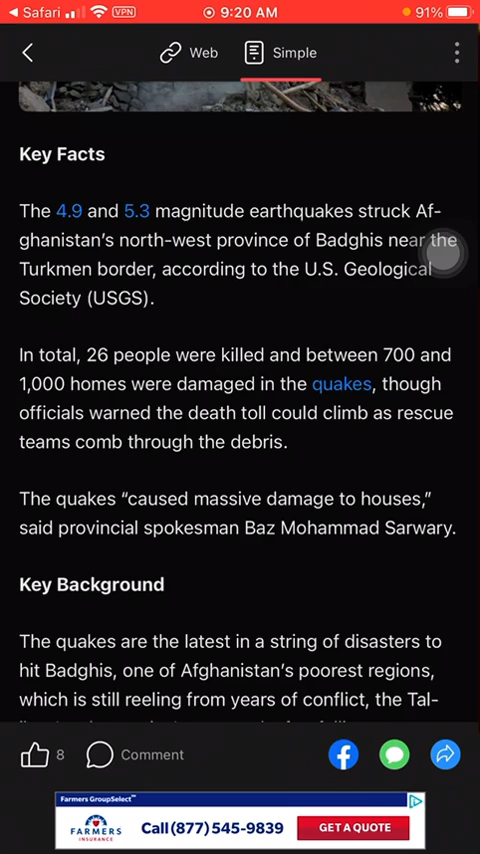 Safari VPN 9:20 AM 91%
Web Simple
Key Facts
The 4.9 and 5.3 magnitude earthquakes struck Af-
ghanistan's north-west province of Badghis near the
Turkmen border, according to the U.S. Geological
Society (USGS).
In total, 26 people were killed and between 700 and
1,000 homes were damaged in the quakes, though
officials warned the death toll could climb as rescue
teams comb through the debris.
The quakes “caused massive damage to houses,”
said provincial spokesman Baz Mohammad Sarwary.
Key Background
The quakes are the latest in a string of disasters to
hit Badghis, one of Afghanistan's poorest regions,
which is still reeling from years of conflict, the Tal-
8 Comment
Farmers GroupSelect℠
FARMERS
INSURANCE
Call (877) 545-9839
GET A QUOTE